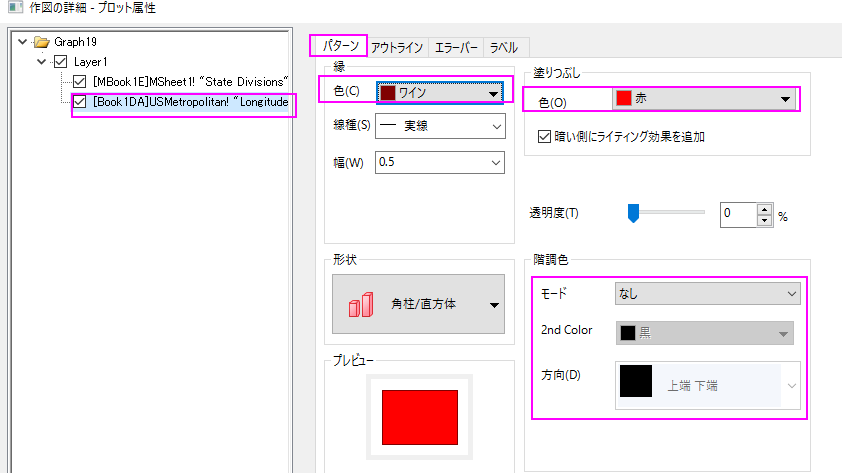 作図の詳細 - プロット属性
Graph19
Layer1
[MBook1E]MSheet1! "State Divisions"
[Book1DA]USMetropolitan! "Longitude
パターン アウトライン エラーバー ラベル
縁
色(C) ワイン
線種(S) 実線
幅(W) 0.5
塗りつぶし
色(O) 赤
暗い側にライティング効果を追加
透明度(T) 0 %
形状
角柱/直方体
プレビュー
階調色
モード なし
2nd Color 黒
方向(D) 上端 下端